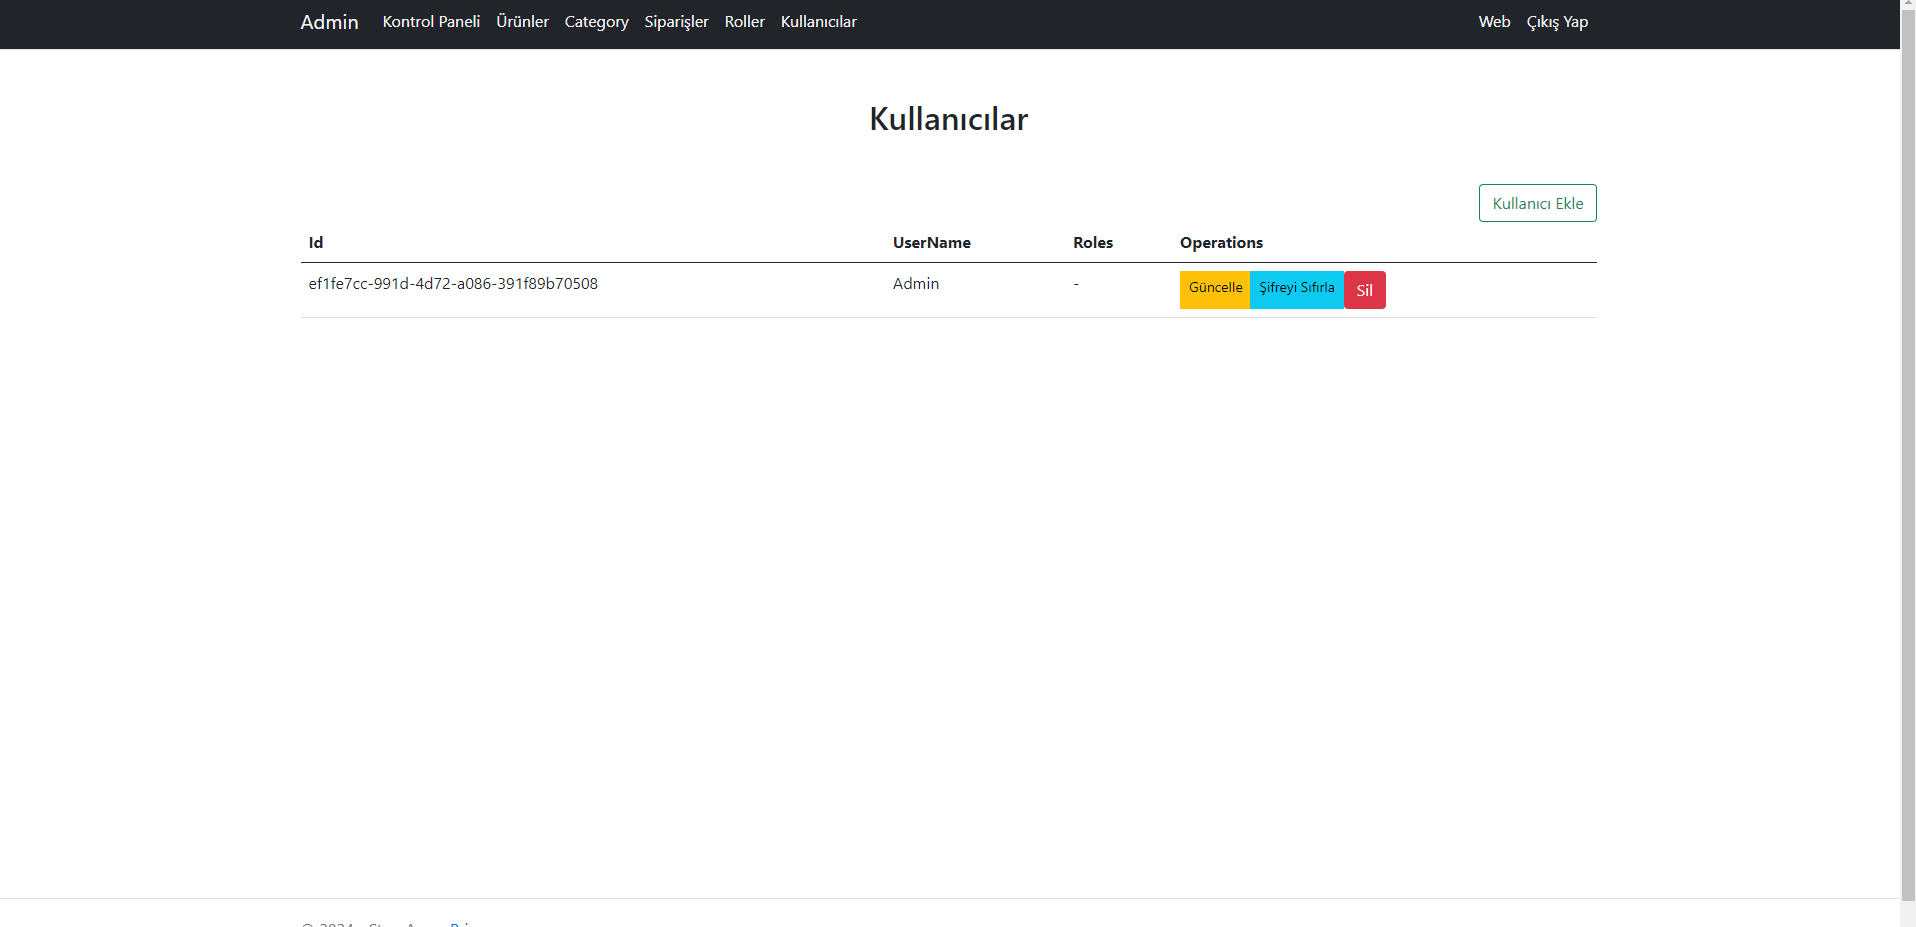 Admin Kontrol Paneli Ürünler Category Siparişler Roller Kullanıcılar Web Çıkış Yap
Kullanıcılar
Kullanıcı Ekle
Id UserName Roles Operations
ef1fe7cc-991d-4d72-a086-391f89b70508 Admin - Güncelle Şifreyi Sıfırla Sil
© 2024